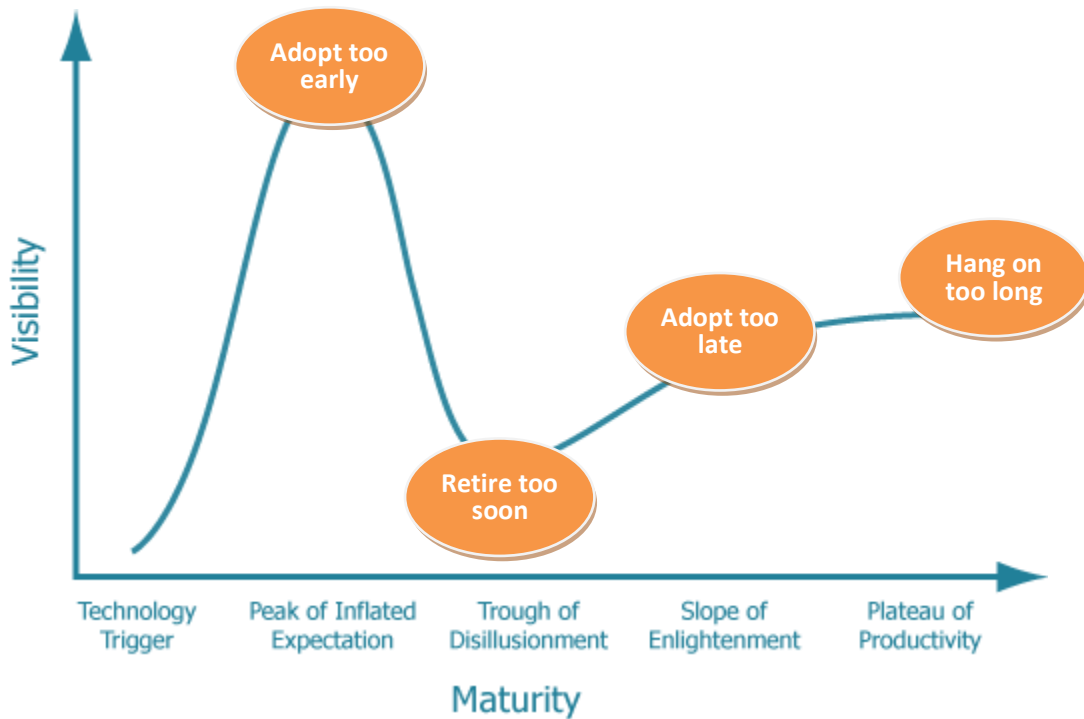 Adopt too
early
Hang on
too long
Adopt too
late
Retire too
soon
Visibility
Technology
Trigger
Peak of Inflated
Expectation
Trough of
Disillusionment
Slope of
Enlightenment
Plateau of
Productivity
Maturity